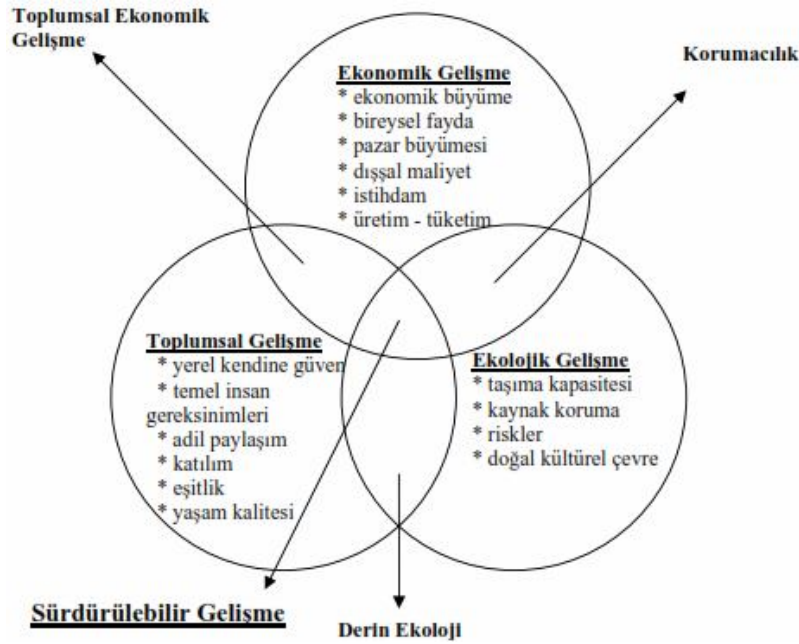 Toplumsal Ekonomik
Gelişme
Korumacılık
Ekonomik Gelişme
* ekonomik büyüme
* bireysel fayda
* pazar büyümesi
* dışşal maliyet
* istihdam
* üretim - tüketim
Toplumsal Gelişme
* yerel kendine güven
* temel insan
gereksinimleri
* adil paylaşım
* katılım
* eşitlik
* yaşam kalitesi
Ekolojik Gelişme
* taşıma kapasitesi
* kaynak koruma
* riskler
* doğal kültürel çevre
Sürdürülebilir Gelişme
Derin Ekoloji